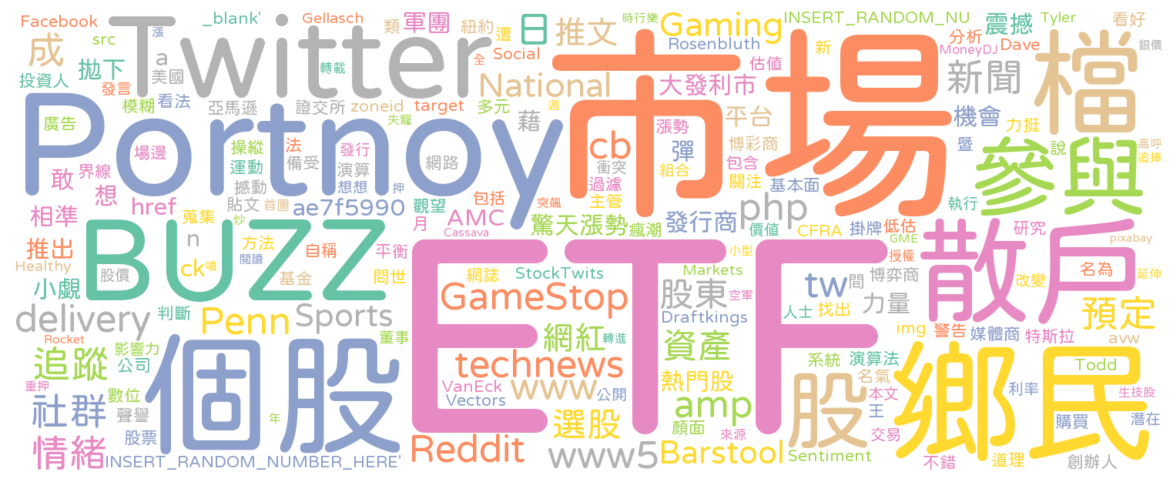 Facebook
_blank'
Gellasch
類
軍團
紐約
遭
日
推文
Gaming
INSERT_RANDOM_NU
震撼
Tyler
看好
漲
成
src
拋下
Twitter
a
美國
轉載
全
Social
Rosenbluth
估值
時行樂
新
分析
Dave
MoneyDJ
銀價
投資人
發言
模糊
看法
亞馬遜
證交所
zoneid
失寵
target
週
多元
National
藉
大發利市
市場
新聞
檔
廣告
界線
場邊
操縱
運動
法
備受
發行
演算
網路
cb
衝突
漲勢
彈
平台
博彩商
包含
關注
組合
機會
力挺
暨
說
高呼
追捧
Portnoy
敢
想
撼動
想想
押
過濾
主管
基本面
參與
相準
href
蒐集
貼文
炒
首圖
ae7f5990
觀望
月
包括
AMC
Cassava
突飆
驚天漲勢
瘋潮
發行商
php
價值
CFRA
掛牌
低估
GME
執行
研究
pixabay
推出
Healthy
n
股價
BUZZ
ck
方法
自稱
閱讀
嗆
平衡
基金
問世
ETF
網誌
StockTwits
Markets
小型
空軍
tw
間
博弈商
授權
散戶
改變
名為
延伸
小覷
判斷
delivery
Penn
Sports
董事
GameStop
網紅
轉進
股東
Draftkings
人士
找出
力量
img
警告
媒體商
特斯拉
預定
avw
Rocket
追蹤
影響力
公司
個股
technews
資產
系統
演算法
重押
數位
社群
聲譽
股票
年
VanEck
Vectors
www
公開
熱門股
股
名氣
本文
王
鄉民
利率
Todd
購買
生技股
潛在
情緒
INSERT_RANDOM_NUMBER_HERE'
Reddit
選股
www5
amp
顏面
來源
Barstool
Sentiment
交易
不錯
道理
創辦人